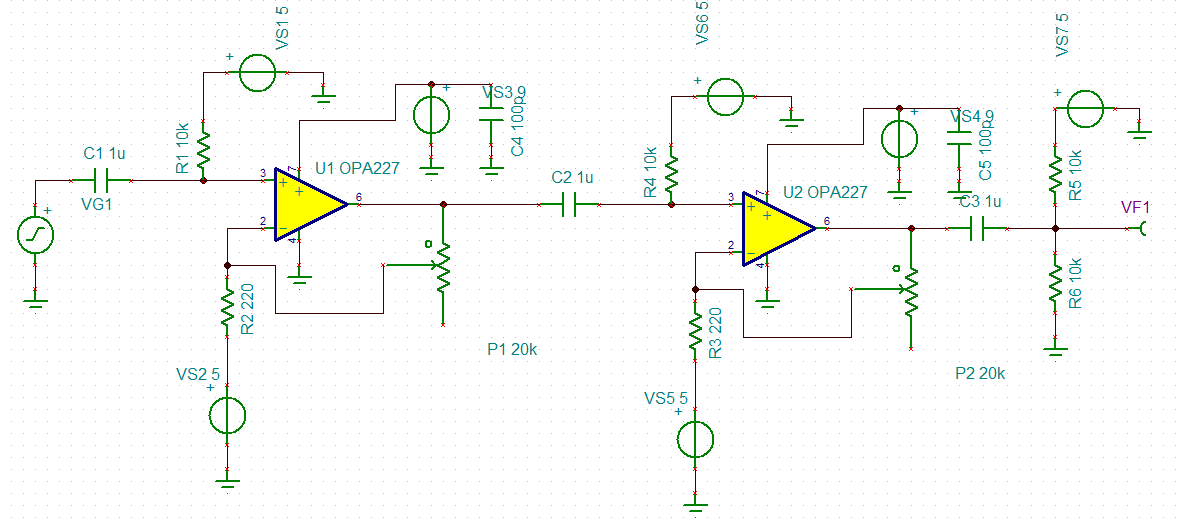 VS1 5
VS6 5
VS7 5
+
+
+
VS3 9
+
VS4 9
+
R1 10k
C4 100p
R4 10k
C5 100p
R5 10k
C1 1u
U1 OPA227
C2 1u
U2 OPA227
C3 1u
VG1
+
3
+
+
7
2
-
4
6
3
+
+
7
2
-
4
6
VF1
R2 220
R3 220
R6 10k
P1 20k
P2 20k
VS2 5
+
VS5 5
+